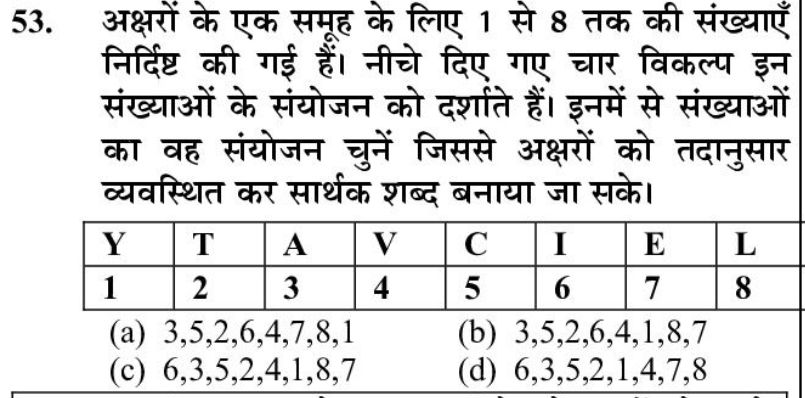 53. अक्षरों के एक समूह के लिए 1 से 8 तक की संख्याएँ
निर्दिष्ट की गई हैं। नीचे दिए गए चार विकल्प इन
संख्याओं के संयोजन को दर्शाते हैं। इनमें से संख्याओं
का वह संयोजन चुनें जिससे अक्षरों को तदानुसार
व्यवस्थित कर सार्थक शब्द बनाया जा सके।
Y T A V C I E L
1 2 3 4 5 6 7 8
(a) 3,5,2,6,4,7,8,1 (b) 3,5,2,6,4,1,8,7
(c) 6,3,5,2,4,1,8,7 (d) 6,3,5,2,1,4,7,8